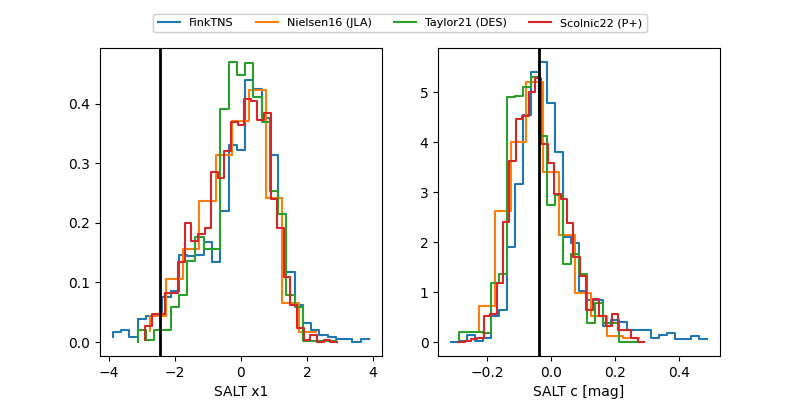 FinkTNS Nielsen16 (JLA) Taylor21 (DES) Scolnic22 (P+)
0.4
0.3
0.2
0.1
0.0
−4 −2 0 2 4
SALT x1
5
4
3
2
1
0
−0.2 0.0 0.2 0.4
SALT c [mag]